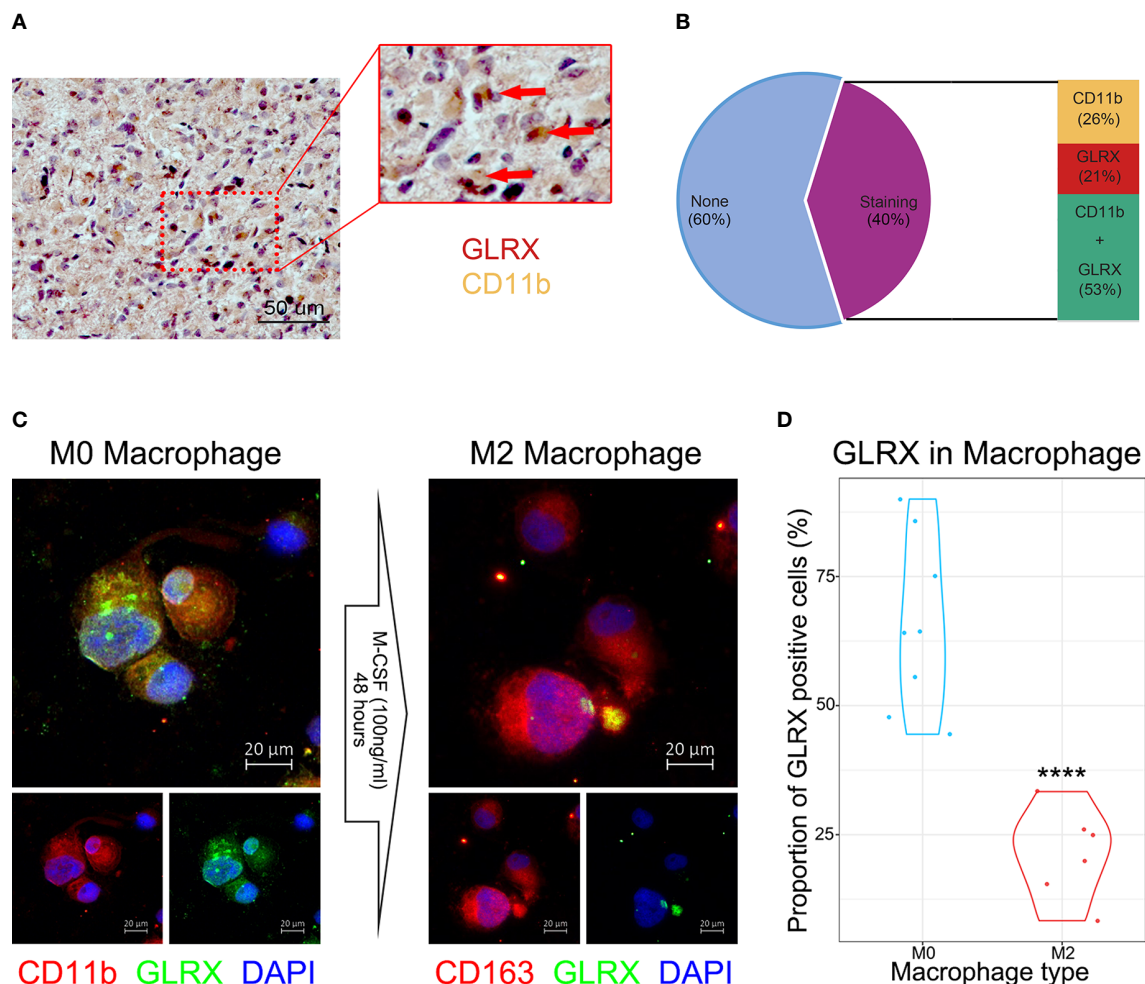 A
50 um
GLRX
CD11b
B
None
(60%)
Staining
(40%)
CD11b
(26%)
GLRX
(21%)
CD11b
+
GLRX
(53%)
C
M0 Macrophage
20 µm
20 µm
20 µm
CD11b GLRX DAPI
M-CSF (100ng/ml)
48 hours
M2 Macrophage
20 µm
20 µm
20 µm
CD163 GLRX DAPI
D
GLRX in Macrophage
Proportion of GLRX positive cells (%)
75
50
25
****
M0
M2
Macrophage type